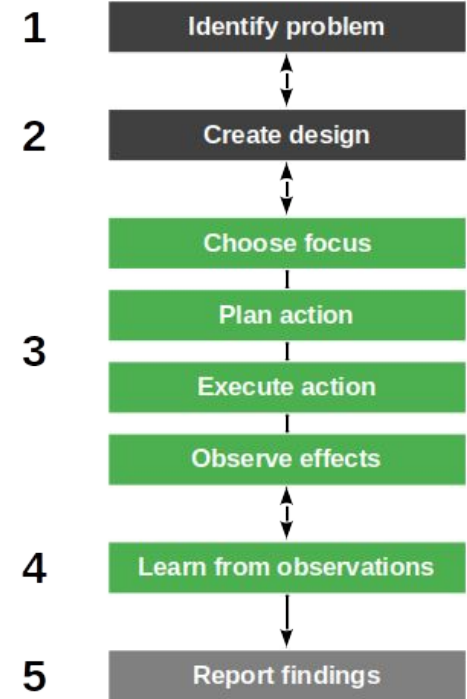 1
Identify problem
2
Create design
Choose focus
Plan action
3
Execute action
Observe effects
4
Learn from observations
5
Report findings